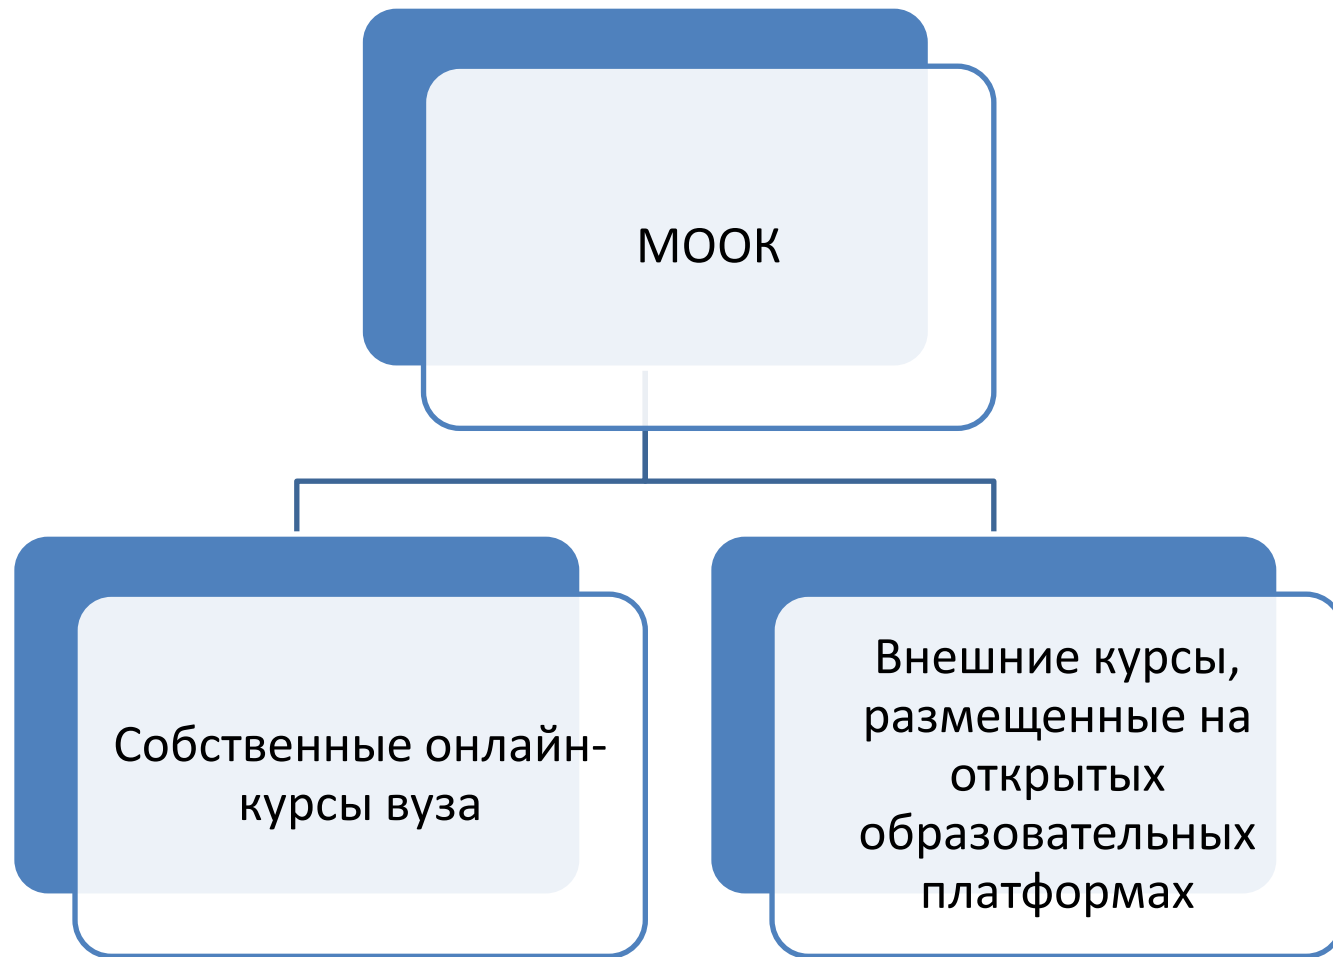 МООК
Собственные онлайн-
курсы вуза
Внешние курсы,
размещенные на
открытых
образовательных
платформах